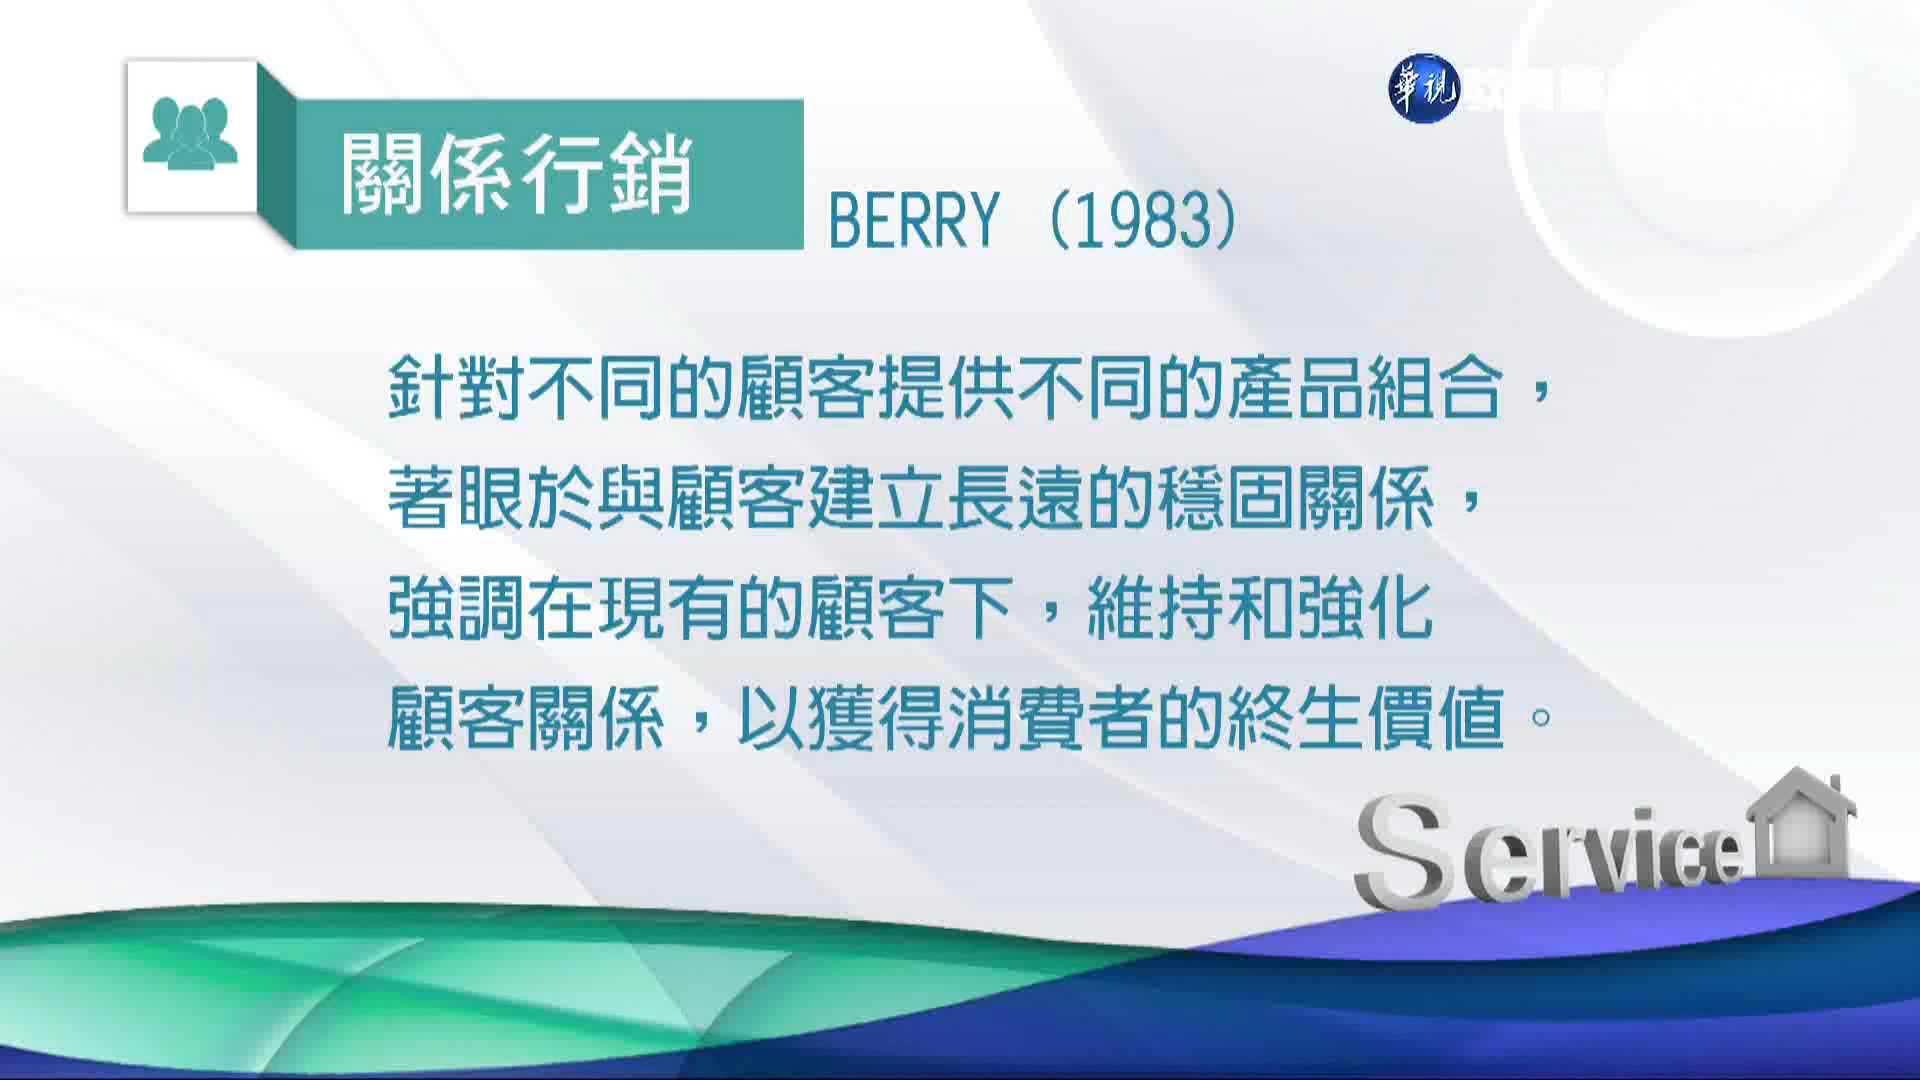 華視
關係行銷
BERRY (1983)
針對不同的顧客提供不同的產品組合，
著眼於與顧客建立長遠的穩固關係，
強調在現有的顧客下，維持和強化
顧客關係，以獲得消費者的終生價值。
Service